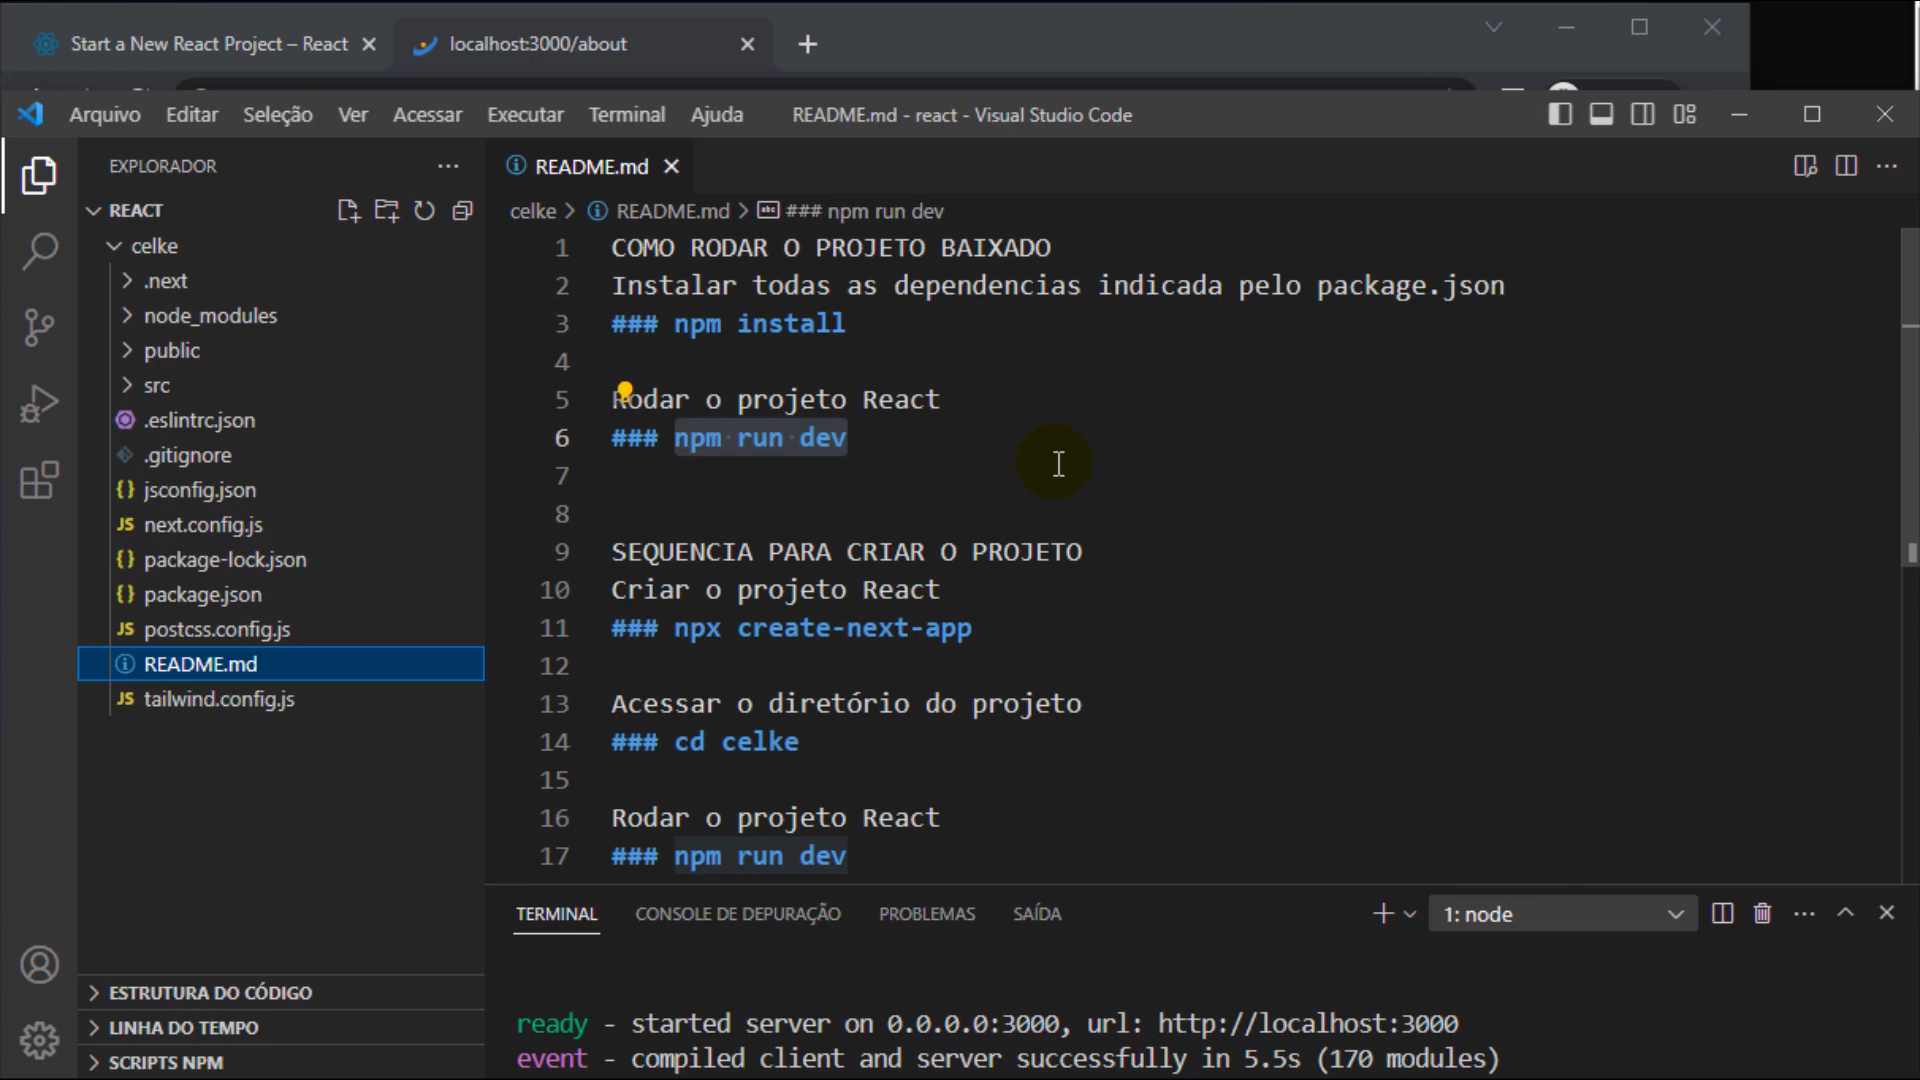 Start a New React Project – React
localhost:3000/about
Arquivo Editar Seleção Ver Acessar Executar Terminal Ajuda
README.md - react - Visual Studio Code
EXPLORADOR
REACT
celke
.next
node_modules
public
src
.eslintrc.json
.gitignore
jsconfig.json
next.config.js
package-lock.json
package.json
postcss.config.js
README.md
tailwind.config.js
ESTRUTURA DO CÓDIGO
LINHA DO TEMPO
SCRIPTS NPM
README.md
celke > README.md > ### npm run dev
1 COMO RODAR O PROJETO BAIXADO
2 Instalar todas as dependencias indicada pelo package.json
3 ### npm install
4
5 Rodar o projeto React
6 ### npm run dev
7
8
9 SEQUENCIA PARA CRIAR O PROJETO
10 Criar o projeto React
11 ### npx create-next-app
12
13 Acessar o diretório do projeto
14 ### cd celke
15
16 Rodar o projeto React
17 ### npm run dev
TERMINAL CONSOLE DE DEPURAÇÃO PROBLEMAS SAÍDA
1: node
ready - started server on 0.0.0.0:3000, url: http://localhost:3000
event - compiled client and server successfully in 5.5s (170 modules)